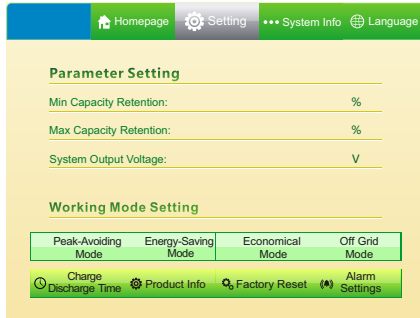 Homepage Setting System Info Language
Parameter Setting
Min Capacity Retention: %
Max Capacity Retention: %
System Output Voltage: V
Working Mode Setting
Peak-Avoiding Mode
Energy-Saving Mode
Economical Mode
Off Grid Mode
Charge Discharge Time
Product Info
Factory Reset
Alarm Settings